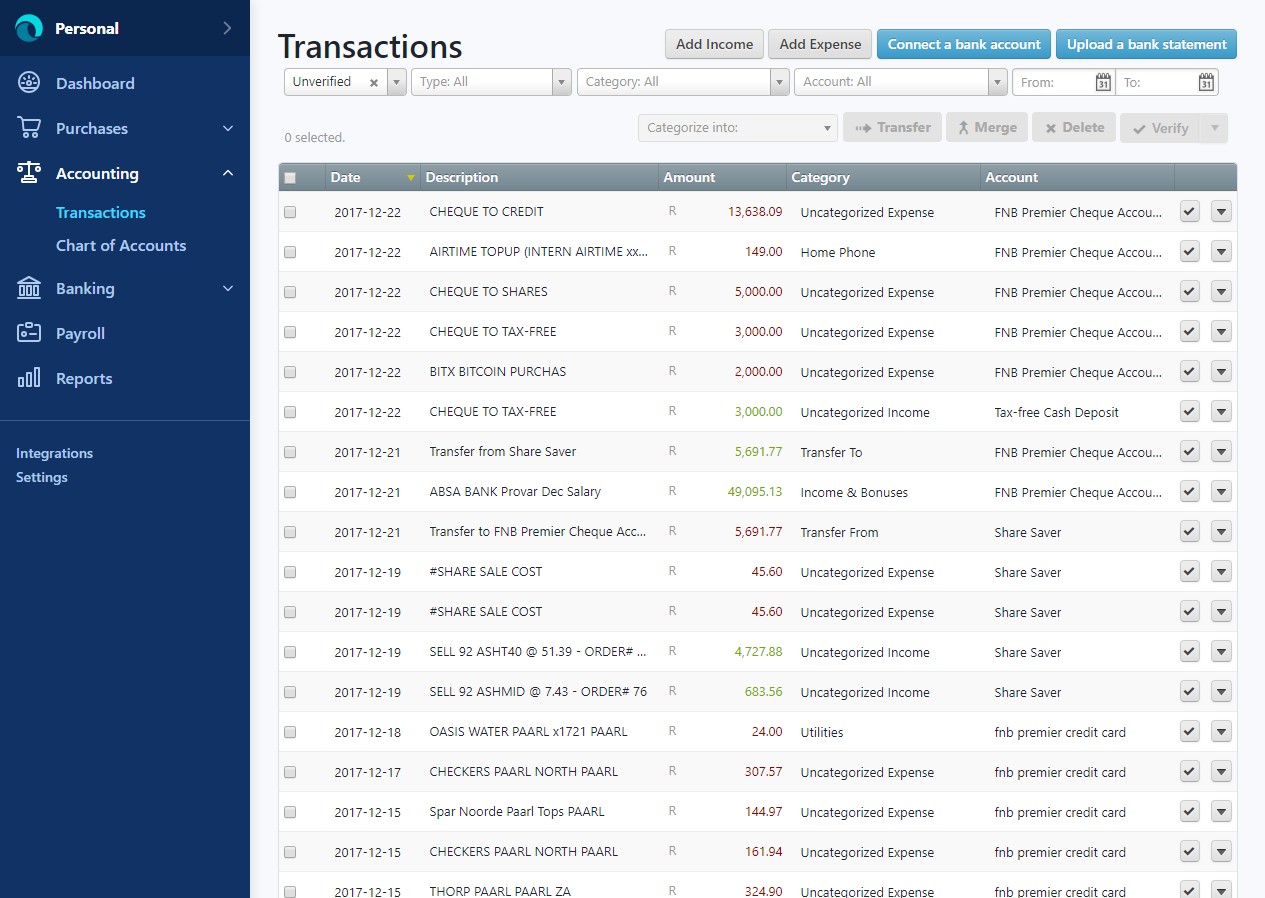 Personal
Dashboard
Purchases
Accounting
Transactions
Chart of Accounts
Banking
Payroll
Reports
Integrations
Settings
Transactions
Add Income Add Expense Connect a bank account Upload a bank statement
Unverified Type: All Category: All Account: All From: 31 To: 31
0 selected. Categorize into: Transfer Merge Delete Verify
Date Description Amount Category Account
2017-12-22 CHEQUE TO CREDIT R 13,638.09 Uncategorized Expense FNB Premier Cheque Accou...
2017-12-22 AIRTIME TOPUP (INTERN AIRTIME xx... R 149.00 Home Phone FNB Premier Cheque Accou...
2017-12-22 CHEQUE TO SHARES R 5,000.00 Uncategorized Expense FNB Premier Cheque Accou...
2017-12-22 CHEQUE TO TAX-FREE R 3,000.00 Uncategorized Expense FNB Premier Cheque Accou...
2017-12-22 BITX BITCOIN PURCHAS R 2,000.00 Uncategorized Expense FNB Premier Cheque Accou...
2017-12-22 CHEQUE TO TAX-FREE R 3,000.00 Uncategorized Income Tax-free Cash Deposit
2017-12-21 Transfer from Share Saver R 5,691.77 Transfer To FNB Premier Cheque Accou...
2017-12-21 ABSA BANK Provar Dec Salary R 49,095.13 Income & Bonuses FNB Premier Cheque Accou...
2017-12-21 Transfer to FNB Premier Cheque Acc... R 5,691.77 Transfer From Share Saver
2017-12-19 #SHARE SALE COST R 45.60 Uncategorized Expense Share Saver
2017-12-19 #SHARE SALE COST R 45.60 Uncategorized Expense Share Saver
2017-12-19 SELL 92 ASHT40 @ 51.39 - ORDER# ... R 4,727.88 Uncategorized Income Share Saver
2017-12-19 SELL 92 ASHMID @ 7.43 - ORDER# 76 R 683.56 Uncategorized Income Share Saver
2017-12-18 OASIS WATER PAARL x1721 PAARL R 24.00 Utilities fnb premier credit card
2017-12-17 CHECKERS PAARL NORTH PAARL R 307.57 Uncategorized Expense fnb premier credit card
2017-12-15 Spar Noorde Paarl Tops PAARL R 144.97 Uncategorized Expense fnb premier credit card
2017-12-15 CHECKERS PAARL NORTH PAARL R 161.94 Uncategorized Expense fnb premier credit card
2017-12-15 THORP PAARL PAARL ZA R 324.90 Uncategorized Expense fnb premier credit card